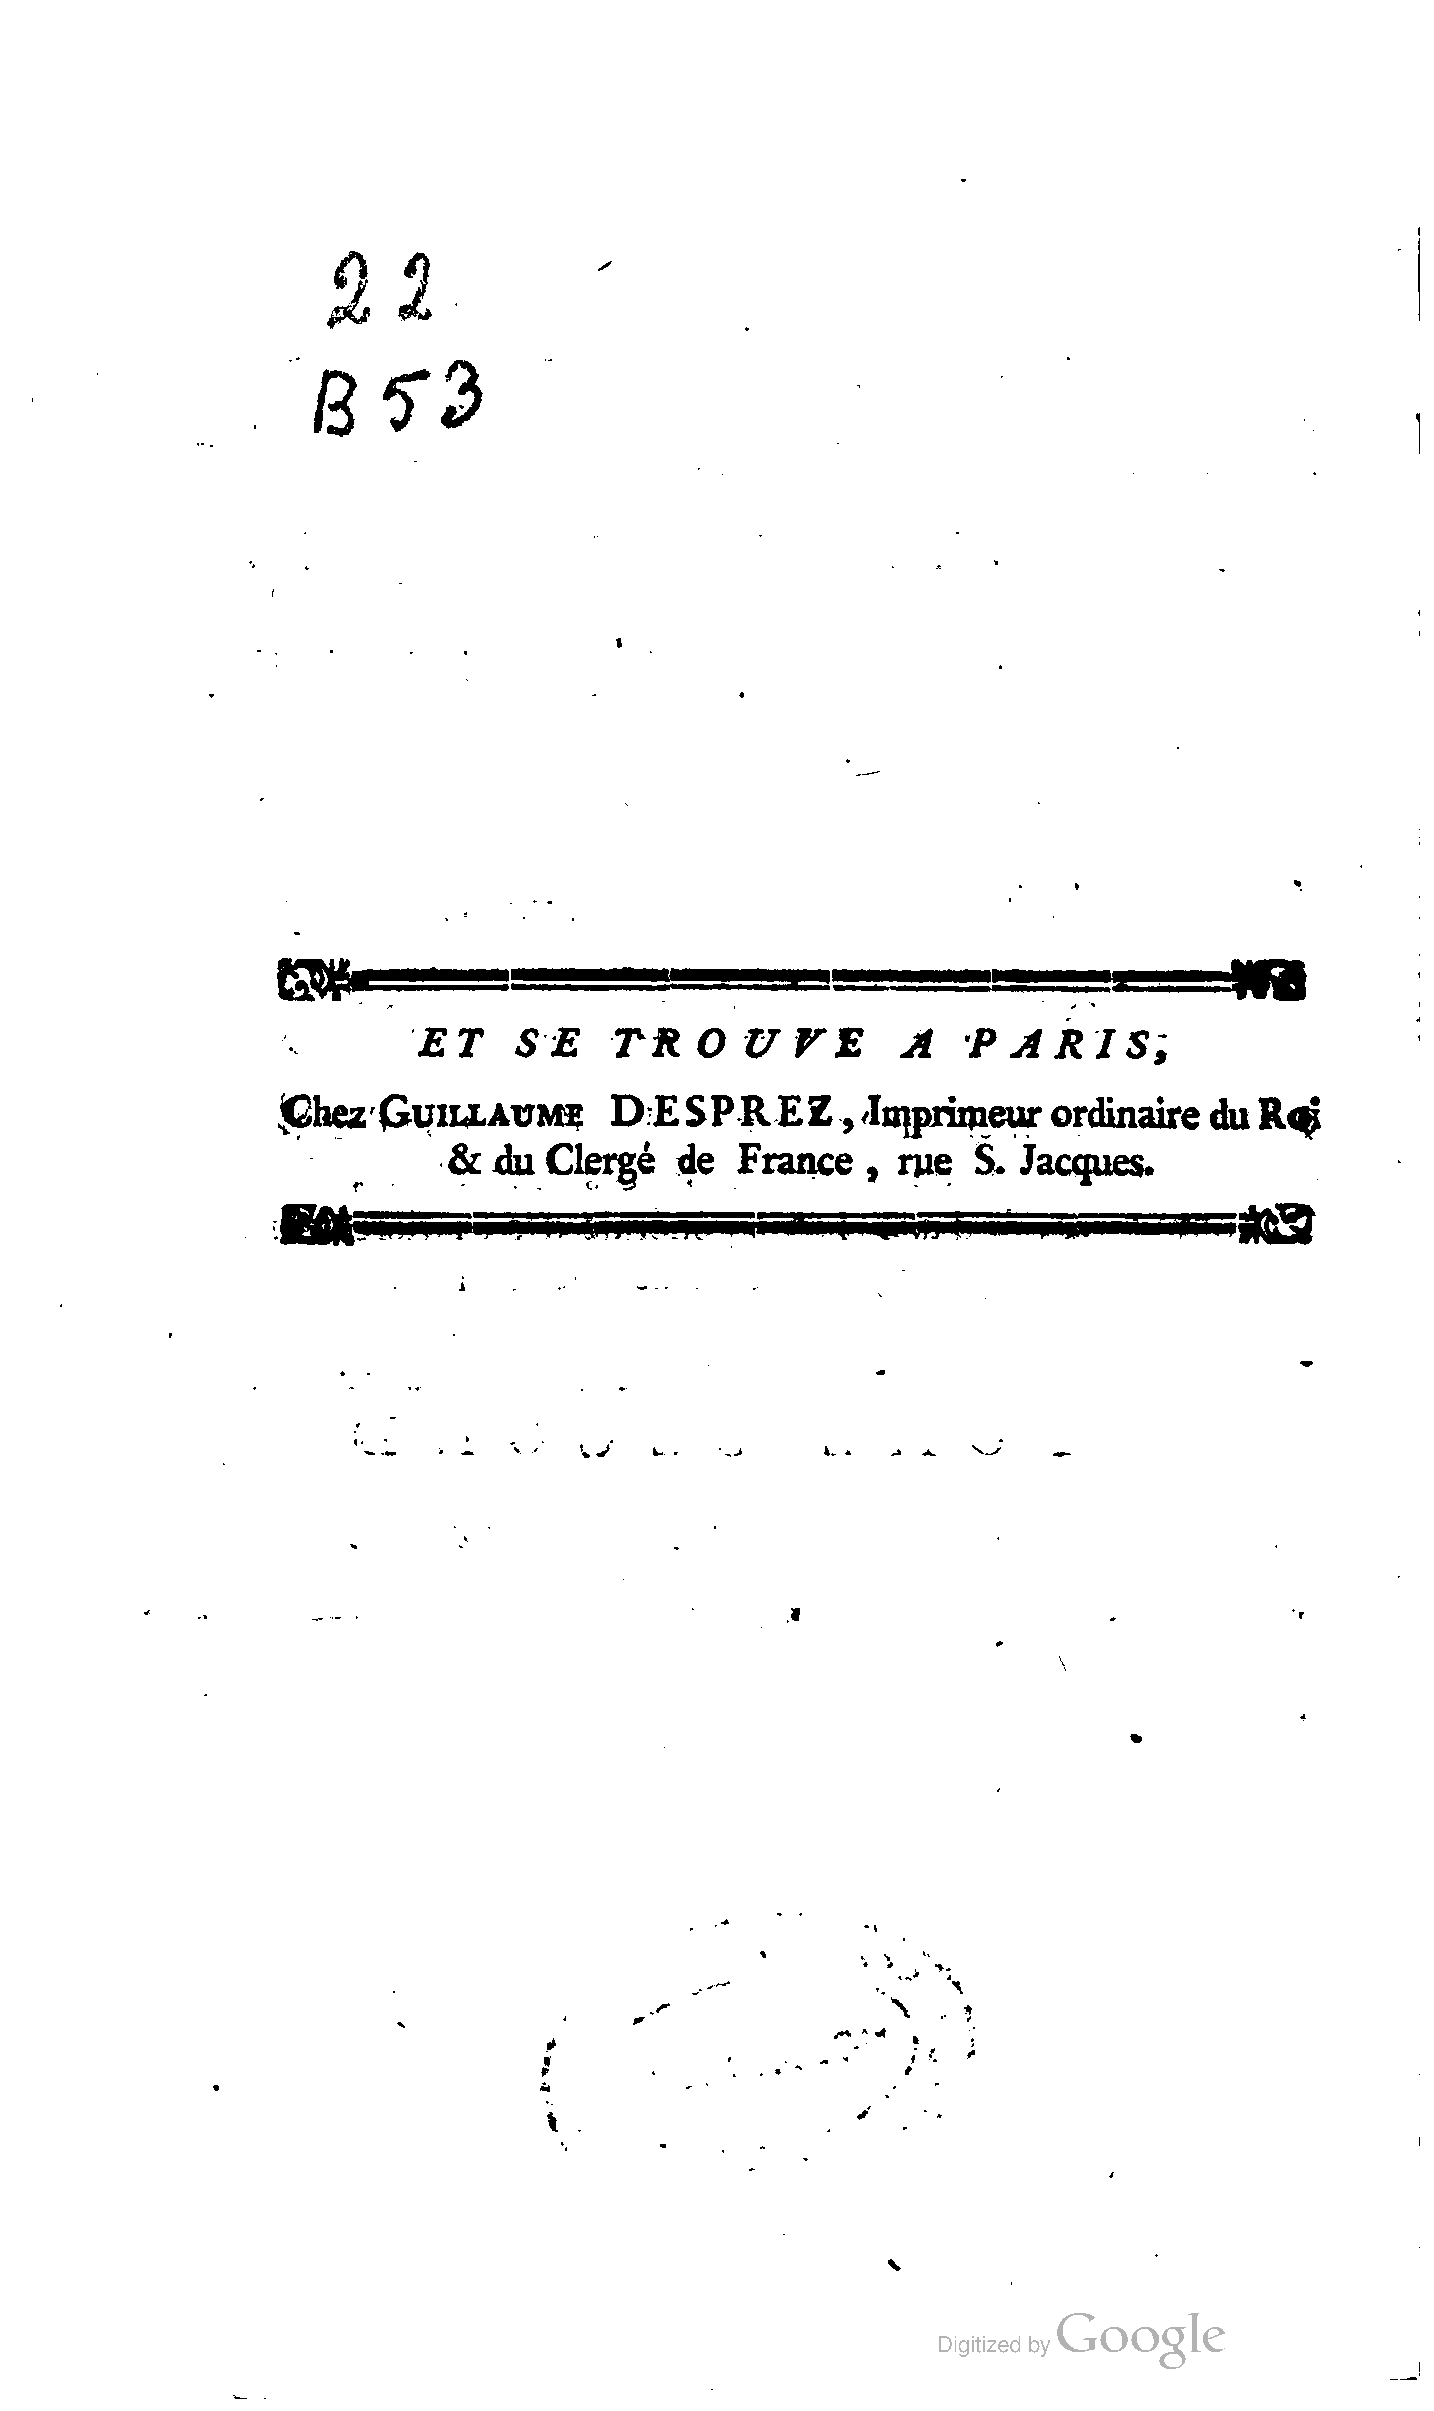 22
B53
ET SE TROUVE A PARIS,
Chez GUILLAUME DESPREZ, Imprimeur ordinaire du Roi
& du Clergé de France, rue S. Jacques.
Digitized by Google